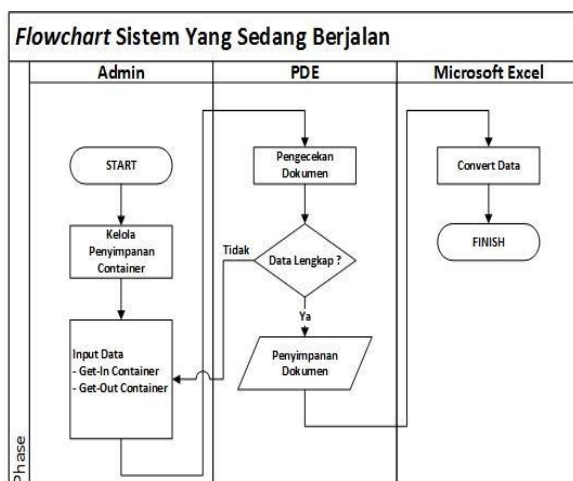 Flowchart Sistem Yang Sedang Berjalan
Admin
PDE
Microsoft Excel
Phase
START
Kelola
Penyimpanan
Container
Input Data
- Get-In Container
- Get-Out Container
Pengecekan
Dokumen
Data Lengkap ?
Tidak
Ya
Penyimpanan
Dokumen
Convert Data
FINISH